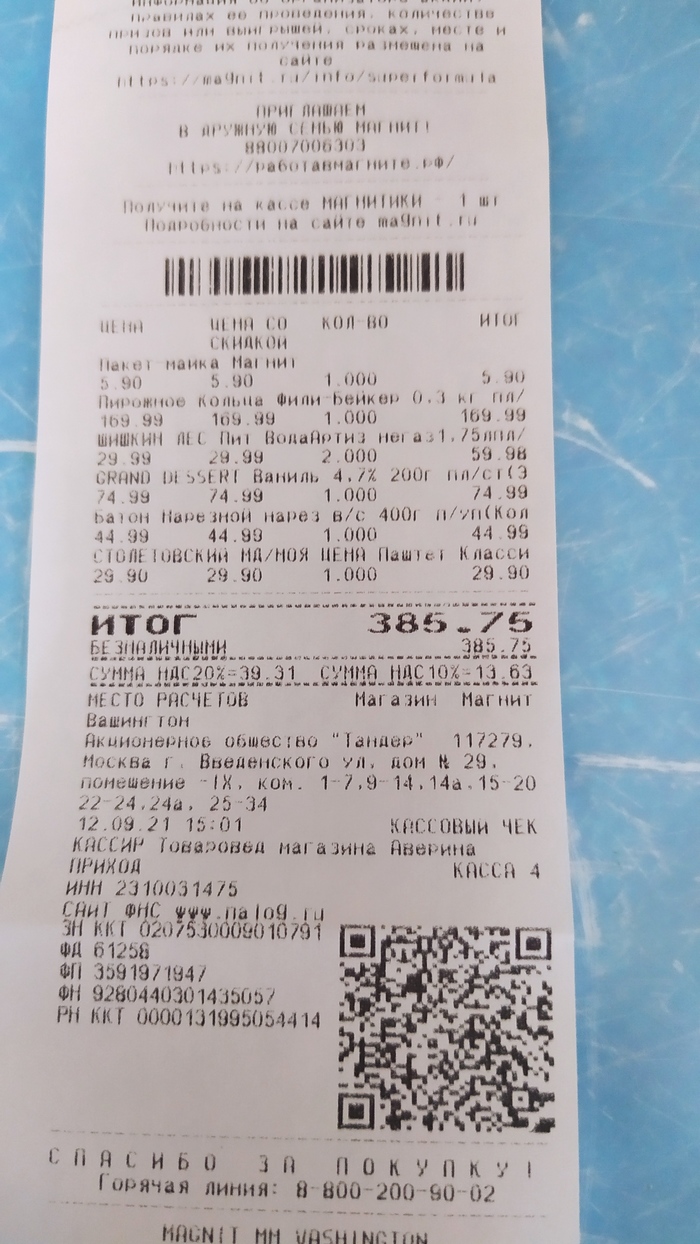 Правилах ее проведения, количестве
призов или выигрышей, сроках, месте и
порядке их получения размещена на
сайте
https://magnit.ru/info/superformula
ПРИГЛАШАЕМ
В ДРУЖНУЮ СЕМЬЮ МАГНИТ!
88007006303
https://работавмагните.рф/
Получите на кассе МАГНИТИКИ - 1 шт
Подробности на сайте magnit.ru
ЦЕНА ЦЕНА СО КОЛ-ВО ИТОГ
СКИДКОЙ
Пакет майка Магнит
5.90 5.90 1.000 5.90
Пирожное Кольца Фили-Бейкер 0.3 кг пл/
169.99 169.99 1.000 169.99
ШИШКИН ЛЕС Пит ВодаАртиз негаз1.75лпл/
29.99 29.99 2.000 59.98
GRAND DESSERT Ваниль 4.7% 200г пл/ст(Э
74.99 74.99 1.000 74.99
Батон Нарезной нарез в/с 400г п/уп(Кол
44.99 44.99 1.000 44.99
СТОЛЕТОВСКИЙ МД/МОЯ ЦЕНА Паштет Класси
29.90 29.90 1.000 29.90
ИТОГ 385.75
БЕЗНАЛИЧНЫМИ 385.75
СУММА НДС20%=39.31 СУММА НДС10%=13.63
МЕСТО РАСЧЕТОВ Магазин Магнит
Вашингтон
Акционерное общество "Тандер" 117279,
Москва г, Введенского ул, дом № 29,
помещение -IX, ком. 1-7,9-14,14а,15-20
22-24,24а, 25-34
12.09.21 15:01 КАССОВЫЙ ЧЕК
КАССИР Товаровед магазина Аверина
ПРИХОД КАССА 4
ИНН 2310031475
САЙТ ФНС www.nalog.ru
ЗН ККТ 0207530009010791
ФД 61258
ФП 3591971947
ФН 9280440301435057
РН ККТ 0000131995054414
СПАСИБО ЗА ПОКУПКУ!
Горячая линия: 8-800-200-90-02
MAGNIT MM VASHINGTON